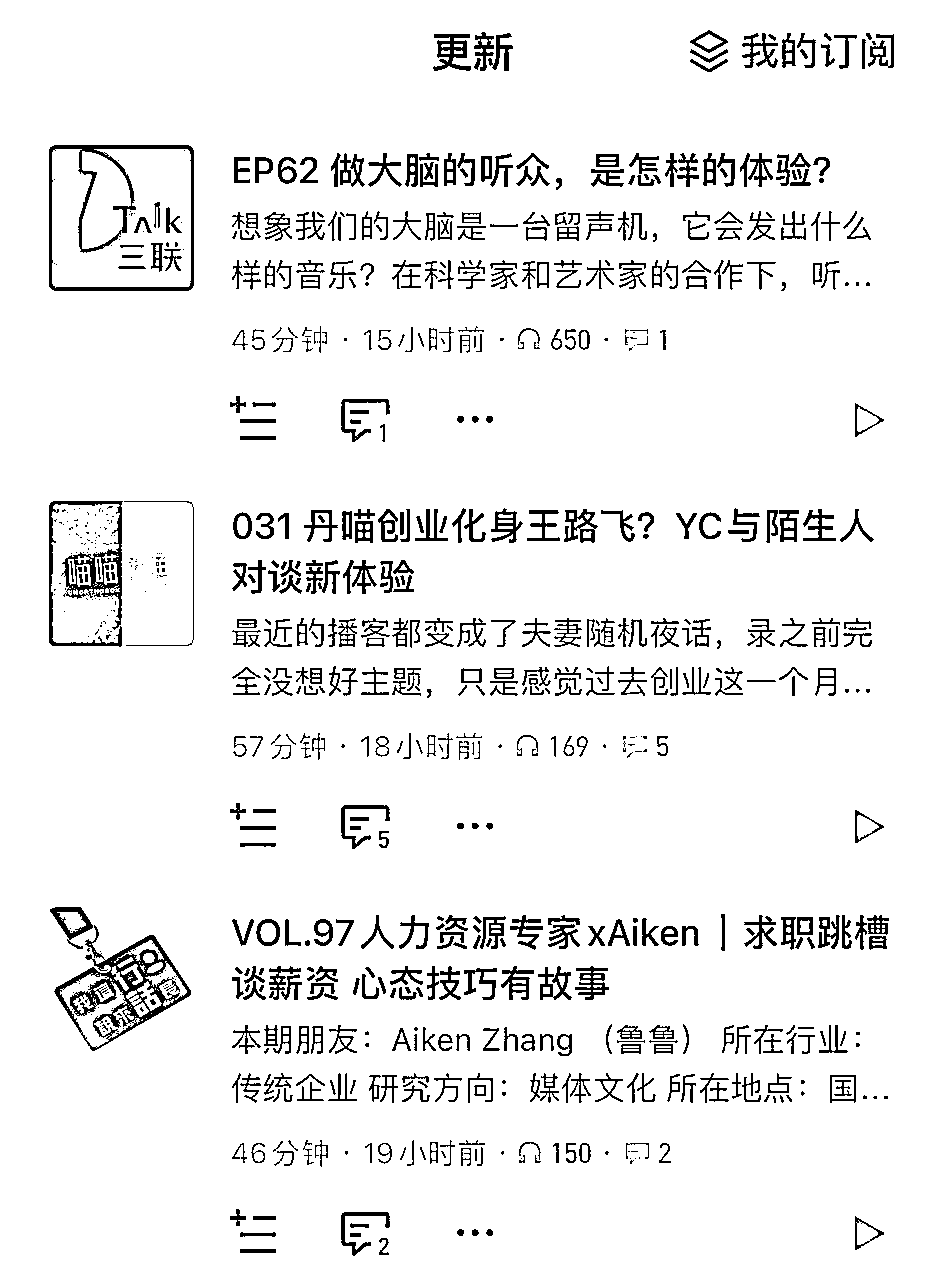 更新
我的订阅
EP62 做大脑的听众，是怎样的体验？
想象我们的大脑是一台留声机，它会发出什么
样的音乐？在科学家和艺术家的合作下，听...
Talk
三联
45分钟 · 15小时前 · 650 · 1
1
031 丹喵创业化身王路飞？YC与陌生人
对谈新体验
喵喵
最近的播客都变成了夫妻随机夜话，录之前完
全没想好主题，只是感觉过去创业这一个月...
57分钟 · 18小时前 · 169 · 5
5
VOL.97人力资源专家xAiken｜求职跳槽
谈薪资 心态技巧有故事
本期朋友：Aiken Zhang （鲁鲁） 所在行业：
传统企业 研究方向：媒体文化 所在地点：国...
46分钟 · 19小时前 · 150 · 2
2